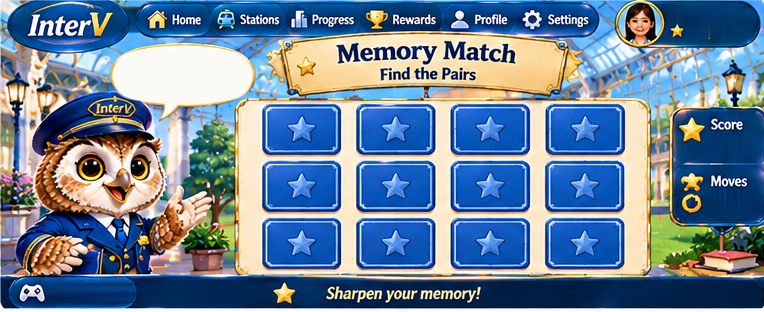 InterV
Home
Stations
Progress
Rewards
Profile
Settings
Memory Match
Find the Pairs
InterV
Score
Moves
Sharpen your memory!